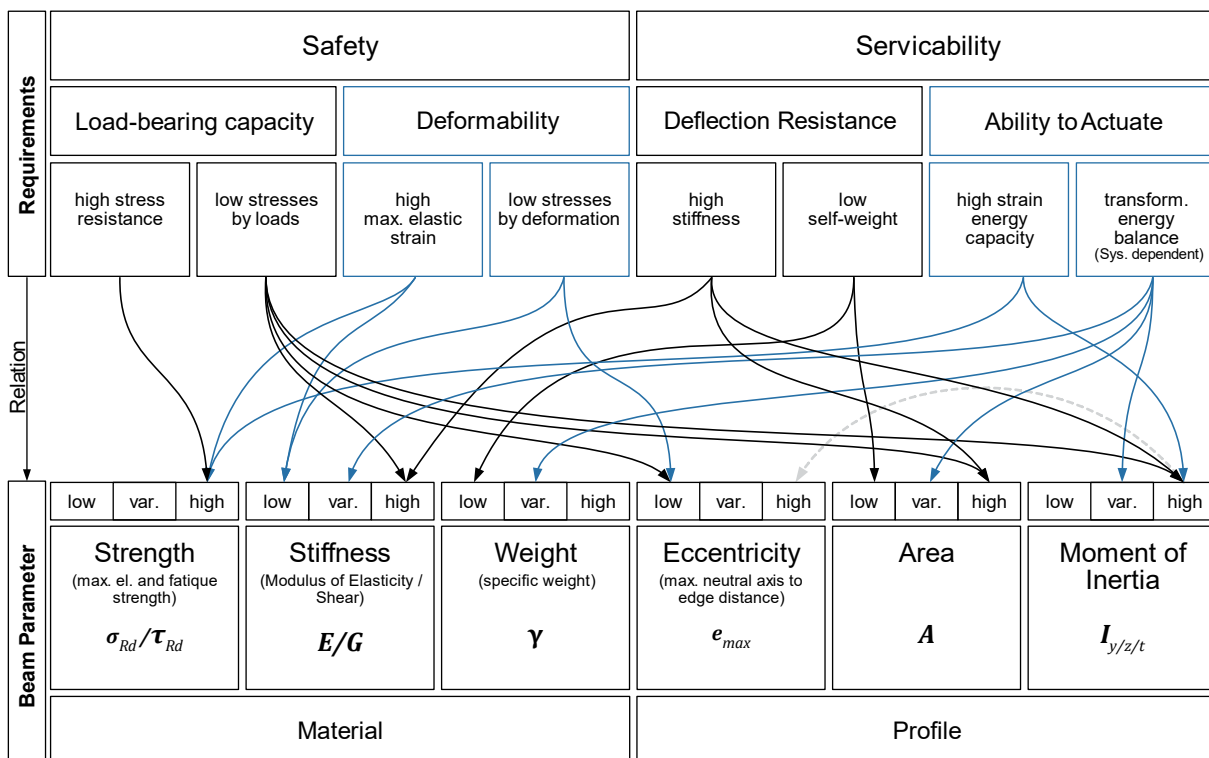 Requirements
Safety
Servicability
Load-bearing capacity
Deformability
Deflection Resistance
Ability to Actuate
high stress
resistance
low stresses
by loads
high
max. elastic
strain
low stresses
by deformation
high
stiffness
low
self-weight
high strain
energy
capacity
transform.
energy
balance
(Sys. dependent)
Relation
Beam Parameter
low var. high
low var. high
low var. high
low var. high
low var. high
low var. high
Strength
(max. el. and fatique
strength)
σRd/τRd
Stiffness
(Modulus of Elasticity /
Shear)
E/G
Weight
(specific weight)
γ
Eccentricity
(max. neutral axis to
edge distance)
emax
Area
A
Moment of
Inertia
Iy/z/t
Material
Profile